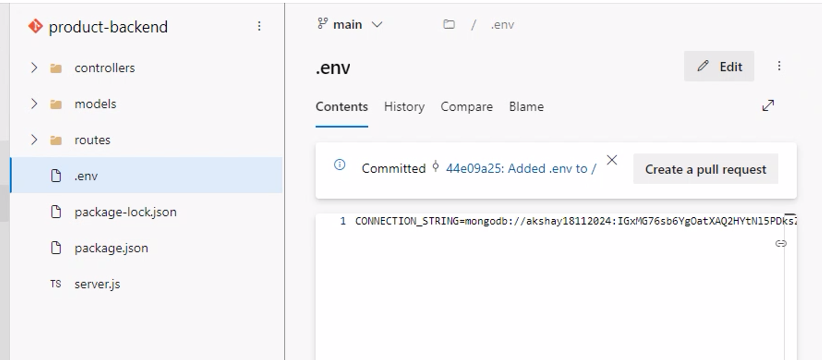 product-backend
controllers
models
routes
.env
package-lock.json
package.json
TS server.js
main
/ .env
.env
Edit
Contents History Compare Blame
Committed 44e09a25: Added .env to /
Create a pull request
1 CONNECTION_STRING=mongodb://akshay18112024:IGxMG76sb6YgOatXAQ2HYtNl5PDks